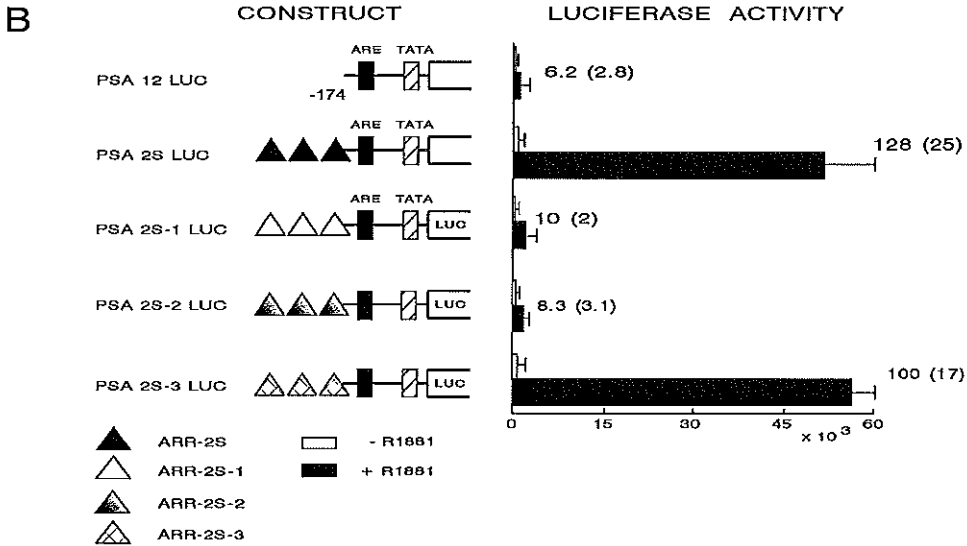 B
CONSTRUCT LUCIFERASE ACTIVITY
ARE TATA
PSA 12 LUC
-174
6.2 (2.8)
ARE TATA
PSA 2S LUC
128 (25)
ARE TATA
PSA 2S-1 LUC
LUC
10 (2)
PSA 2S-2 LUC
LUC
8.3 (3.1)
PSA 2S-3 LUC
LUC
100 (17)
0 15 30 45 60
x 10³
ARR-2S
ARR-2S-1
ARR-2S-2
ARR-2S-3
- R1881
+ R1881